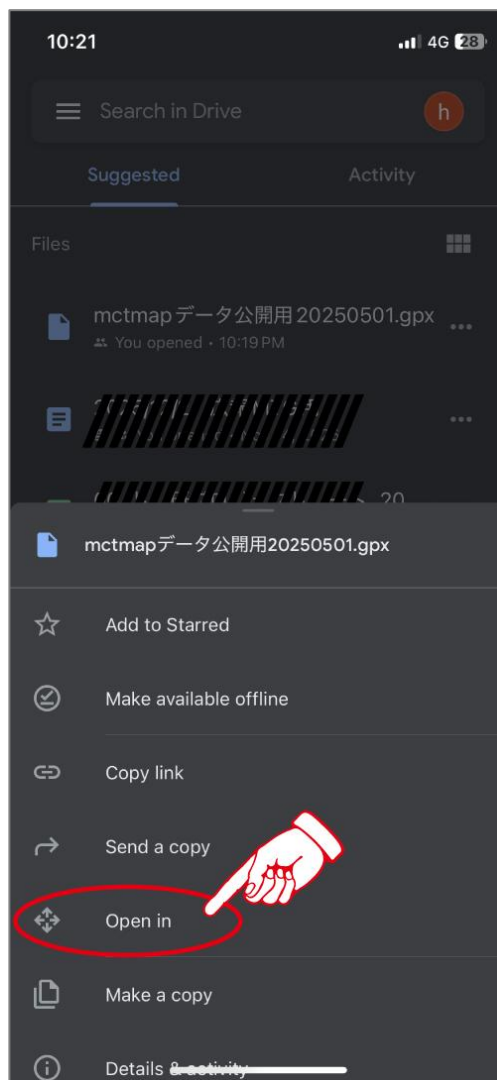 10:21
4G 28
Search in Drive
h
Suggested
Activity
Files
mctmapデータ公開用20250501.gpx
You opened • 10:19 PM
20
mctmapデータ公開用20250501.gpx
Add to Starred
Make available offline
Copy link
Send a copy
Open in
Make a copy
Details & activity